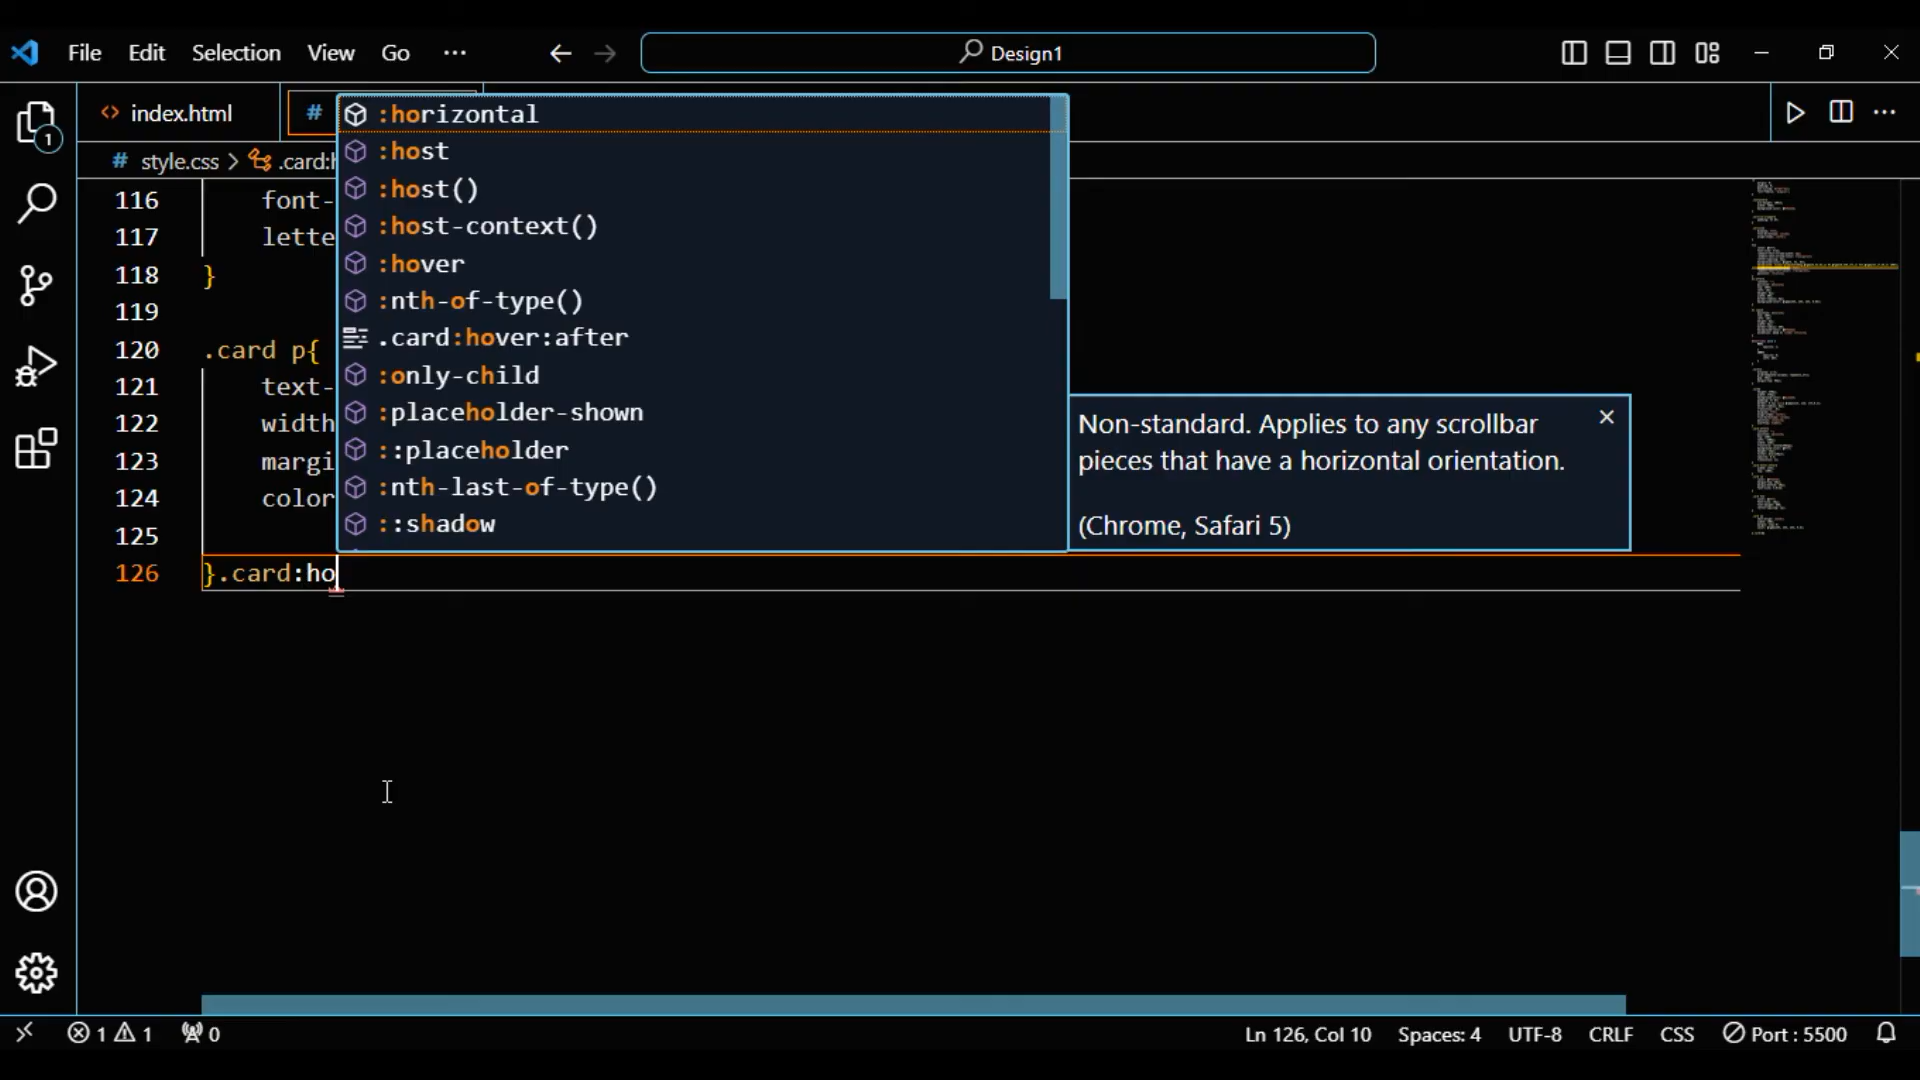 File Edit Selection View Go ··· Design1
index.html #
# style.css > .card:h
116 font-
117 lette
118 }
119
120 .card p{
121 text-
122 width
123 margi
124 color
125
126 }.card:ho
:horizontal
:host
:host()
:host-context()
:hover
:nth-of-type()
.card:hover:after
:only-child
:placeholder-shown
::placeholder
:nth-last-of-type()
::shadow
Non-standard. Applies to any scrollbar
pieces that have a horizontal orientation.
(Chrome, Safari 5)
1
1 1 0 Ln 126, Col 10 Spaces: 4 UTF-8 CRLF CSS Port : 5500